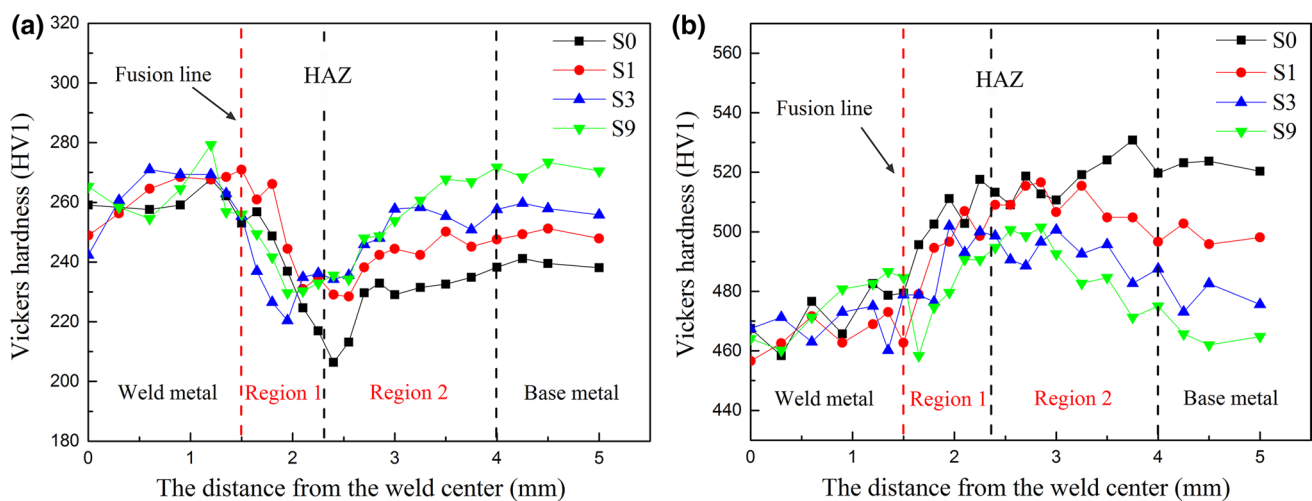 (a)
320
300
280
260
240
220
200
180
Vickers hardness (HV1)
0 1 2 3 4 5
The distance from the weld center (mm)
Fusion line
HAZ
S0
S1
S3
S9
Weld metal
Region 1
Region 2
Base metal
(b)
560
540
520
500
480
460
440
Vickers hardness (HV1)
0 1 2 3 4 5
The distance from the weld center (mm)
Fusion line
HAZ
S0
S1
S3
S9
Weld metal
Region 1
Region 2
Base metal